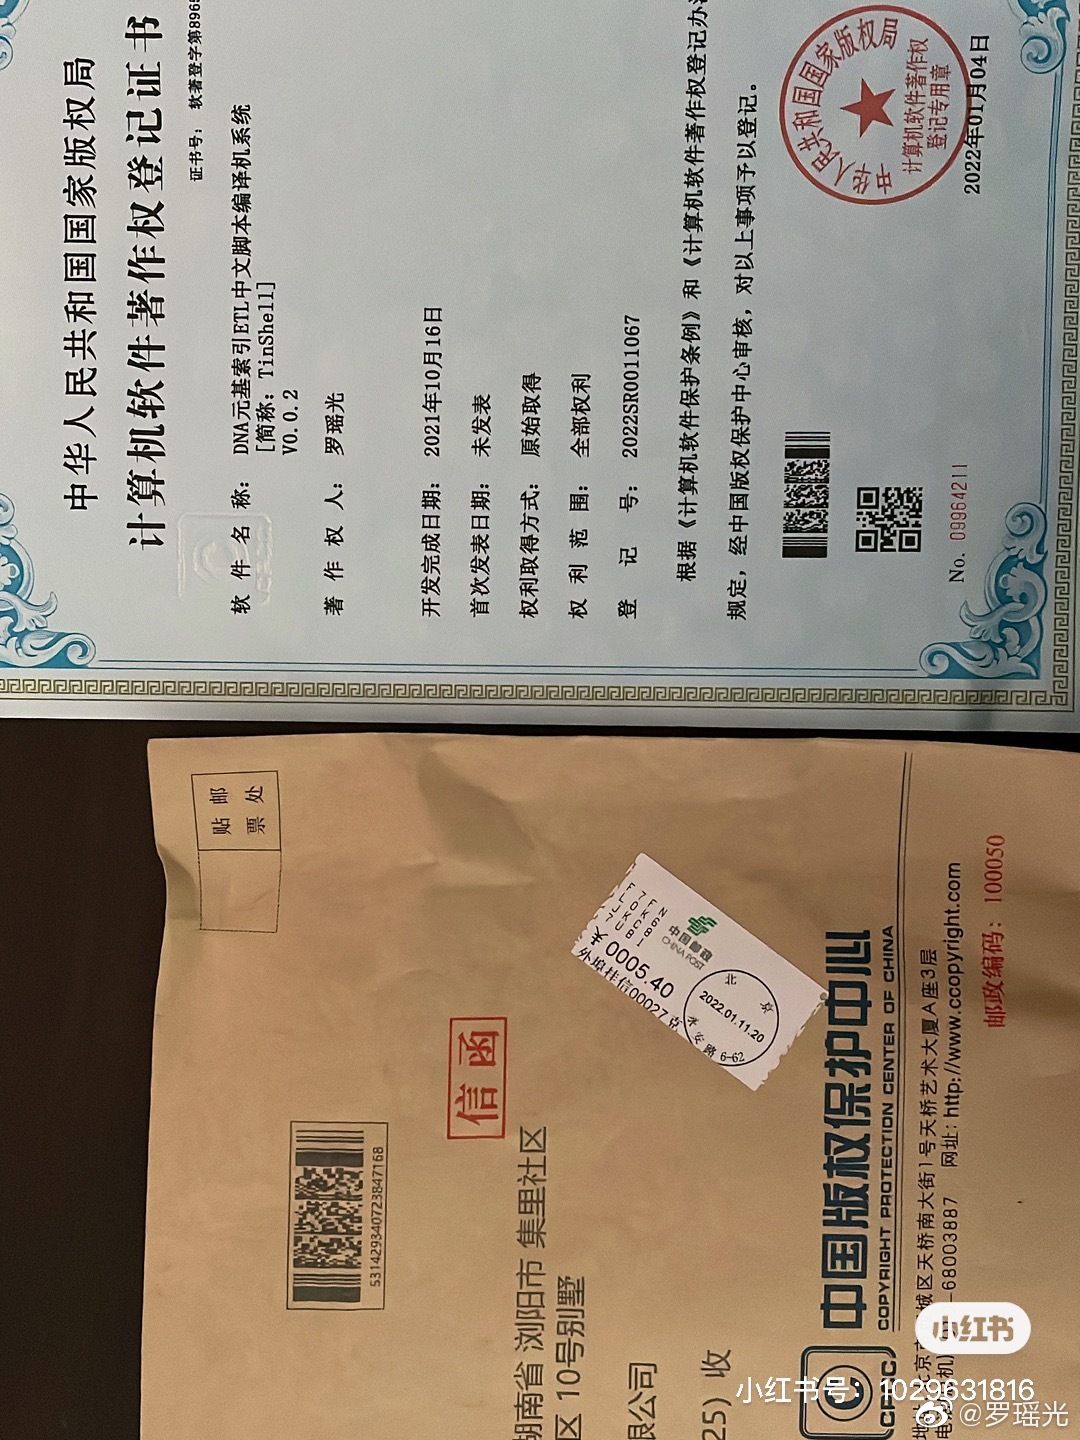 中华人民共和国国家版权局
计算机软件著作权登记证书
证书号： 软著登字第8965
软件名称： DNA元基索引ETL中文脚本编译机系统
[简称：TinShell]
V0.0.2
著作权人： 罗瑶光
开发完成日期： 2021年10月16日
首次发表日期： 未发表
权利取得方式： 原始取得
权利范围： 全部权利
登记号： 2022SR0011067
根据《计算机软件保护条例》和《计算机软件著作权登记办法
规定，经中国版权保护中心审核，对以上事项予以登记。
中华人民共和国国家版权局
计算机软件著作权
登记专用章
2022年01月04日
No. 09964211
贴邮
票处
531429340723847168
信函
湖南省 浏阳市 集里社区
区 10号别墅
限公司
25）收
F7FN
L0K6
JKC8
7UBI
中国邮政
CHINA POST
0005.40
外埠挂信00027克
北京
2022.01.11.20
永安路
6-62
中国版权保护中心
COPYRIGHT PROTECTION CENTER OF CHINA
CPCC
城区天桥南大街1号天桥艺术大厦A座3层
68003887 网址：http://www.ccopyright.com
邮政编码：100050
小红书
小红书号：1029631816
@罗瑶光